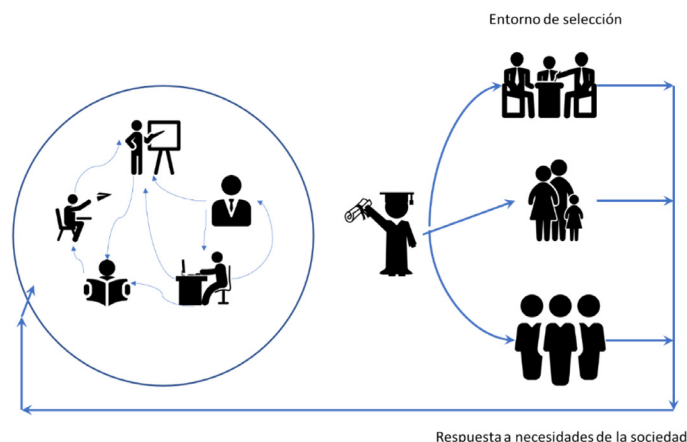 Entorno de selección
Respuesta a necesidades de la sociedad